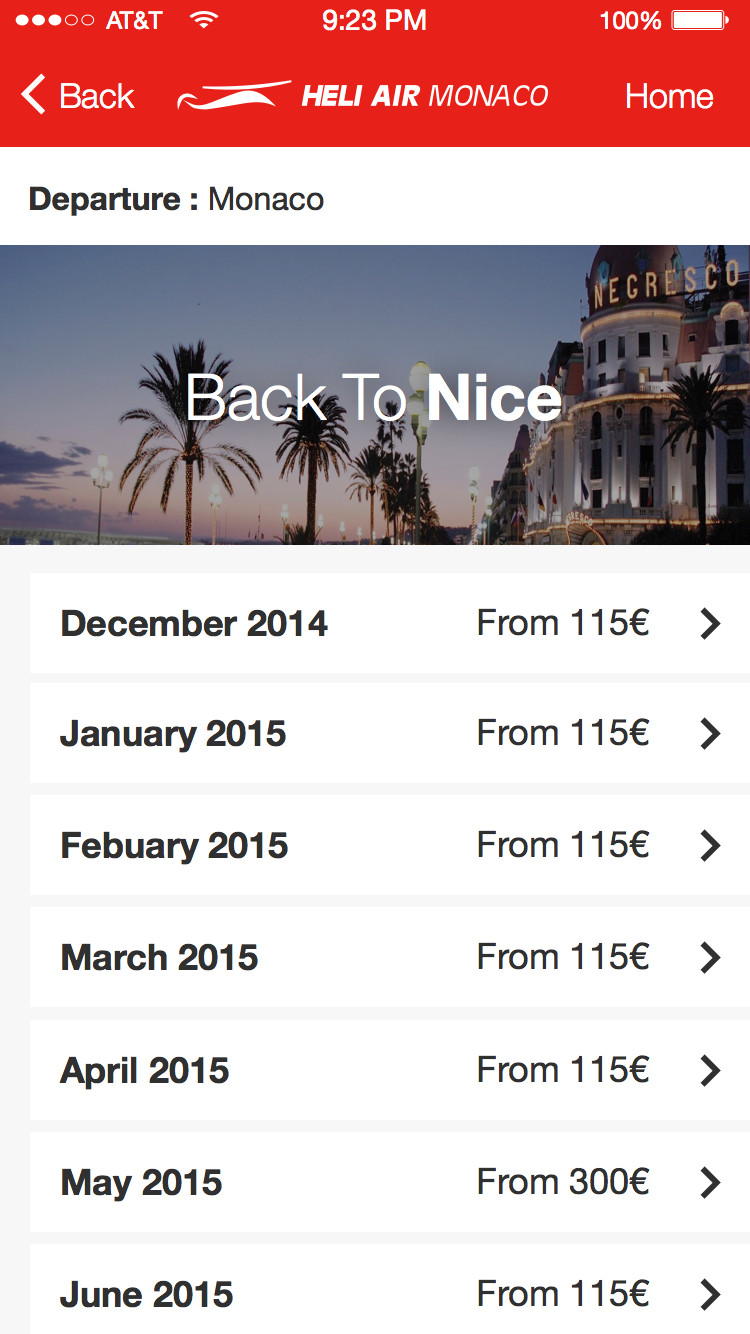 AT&T 9:23 PM 100%
Back HELI AIR MONACO Home
Departure : Monaco
NEGRESCO
Back To Nice
December 2014 From 115€
January 2015 From 115€
Febuary 2015 From 115€
March 2015 From 115€
April 2015 From 115€
May 2015 From 300€
June 2015 From 115€